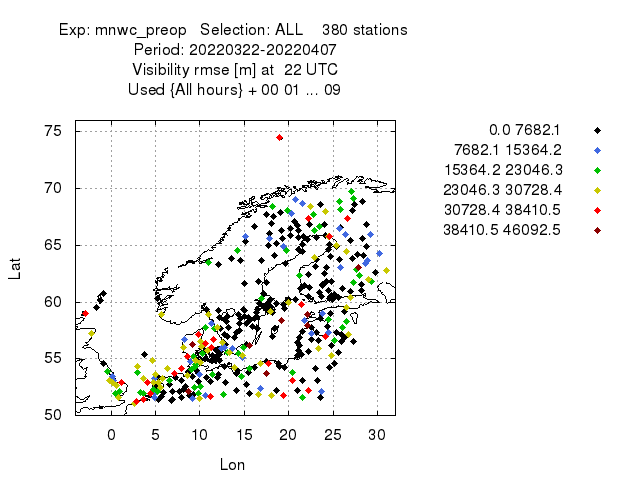 Exp: mnwc_preop Selection: ALL 380 stations
Period: 20220322-20220407
Visibility rmse [m] at 22 UTC
Used {All hours} + 00 01 ... 09
0.0 7682.1
7682.1 15364.2
15364.2 23046.3
23046.3 30728.4
30728.4 38410.5
38410.5 46092.5
75
70
65
60
55
50
Lat
0 5 10 15 20 25 30
Lon